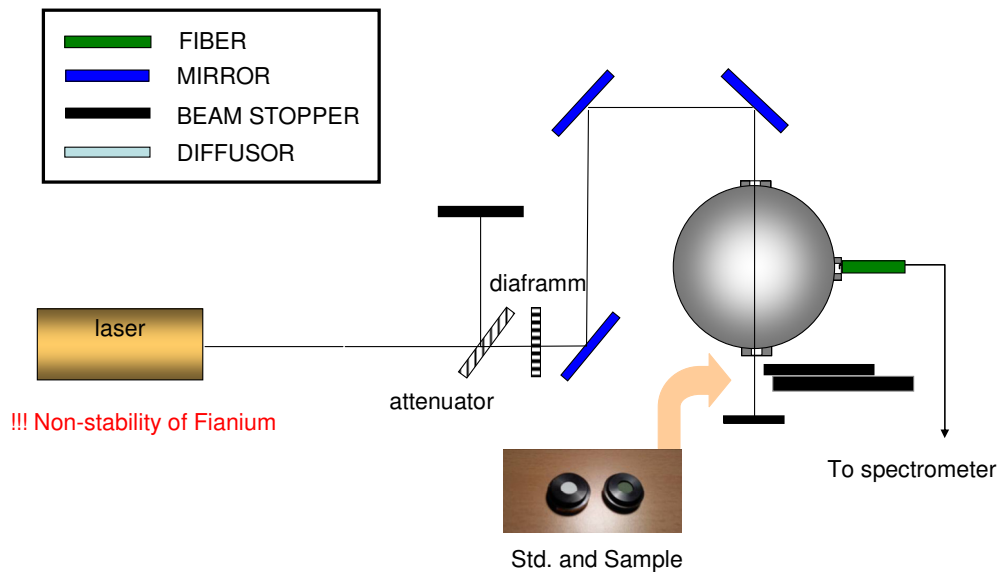 FIBER
MIRROR
BEAM STOPPER
DIFFUSOR
diaframm
laser
attenuator
!!! Non-stability of Fianium
To spectrometer
Std. and Sample